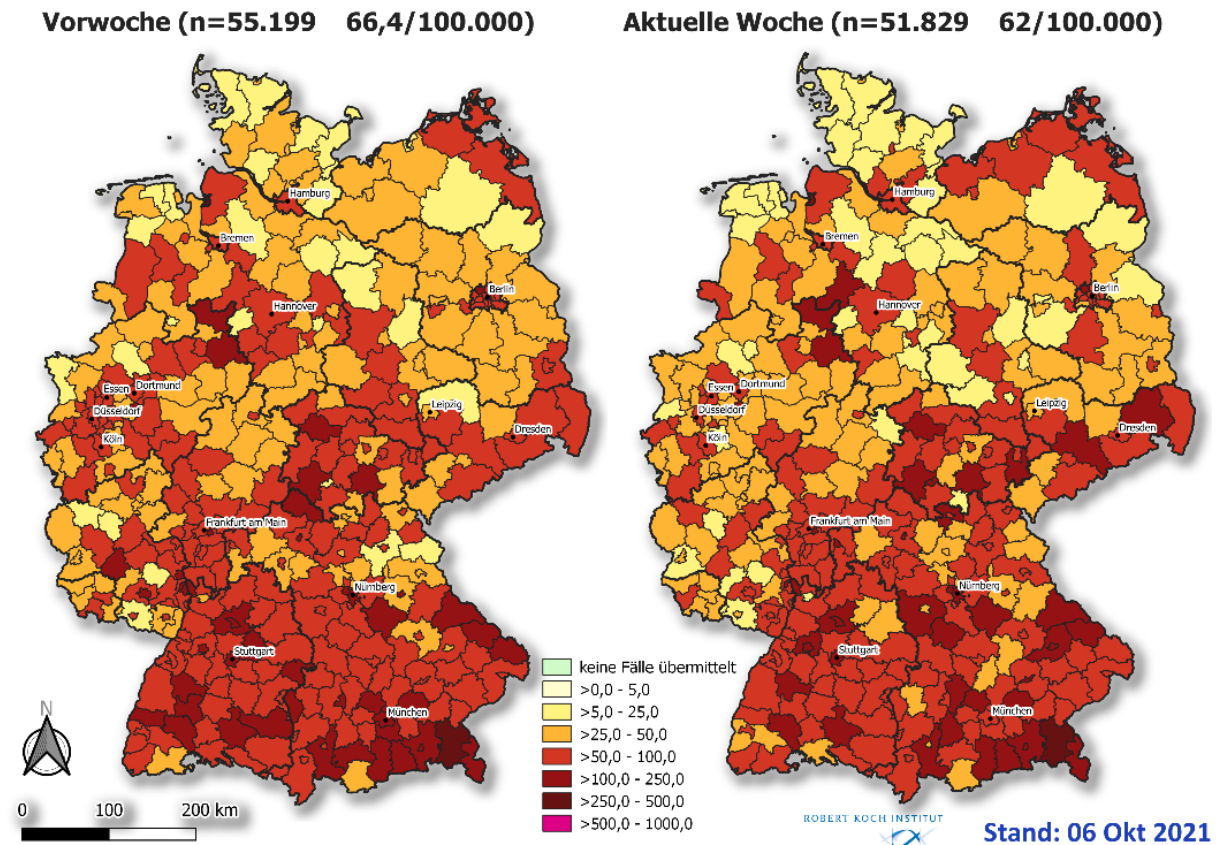 Vorwoche (n=55.199 66,4/100.000)
Aktuelle Woche (n=51.829 62/100.000)
Hamburg
Bremen
Berlin
Hannover
Essen
Dortmund
Düsseldorf
Leipzig
Köln
Dresden
Frankfurt am Main
Nürnberg
Stuttgart
München
Hamburg
Bremen
Berlin
Hannover
Essen
Dortmund
Düsseldorf
Leipzig
Köln
Dresden
Frankfurt am Main
Nürnberg
Stuttgart
München
keine Fälle übermittelt
>0,0 - 5,0
>5,0 - 25,0
>25,0 - 50,0
>50,0 - 100,0
>100,0 - 250,0
>250,0 - 500,0
>500,0 - 1000,0
N
0 100 200 km
ROBERT KOCH INSTITUT
Stand: 06 Okt 2021